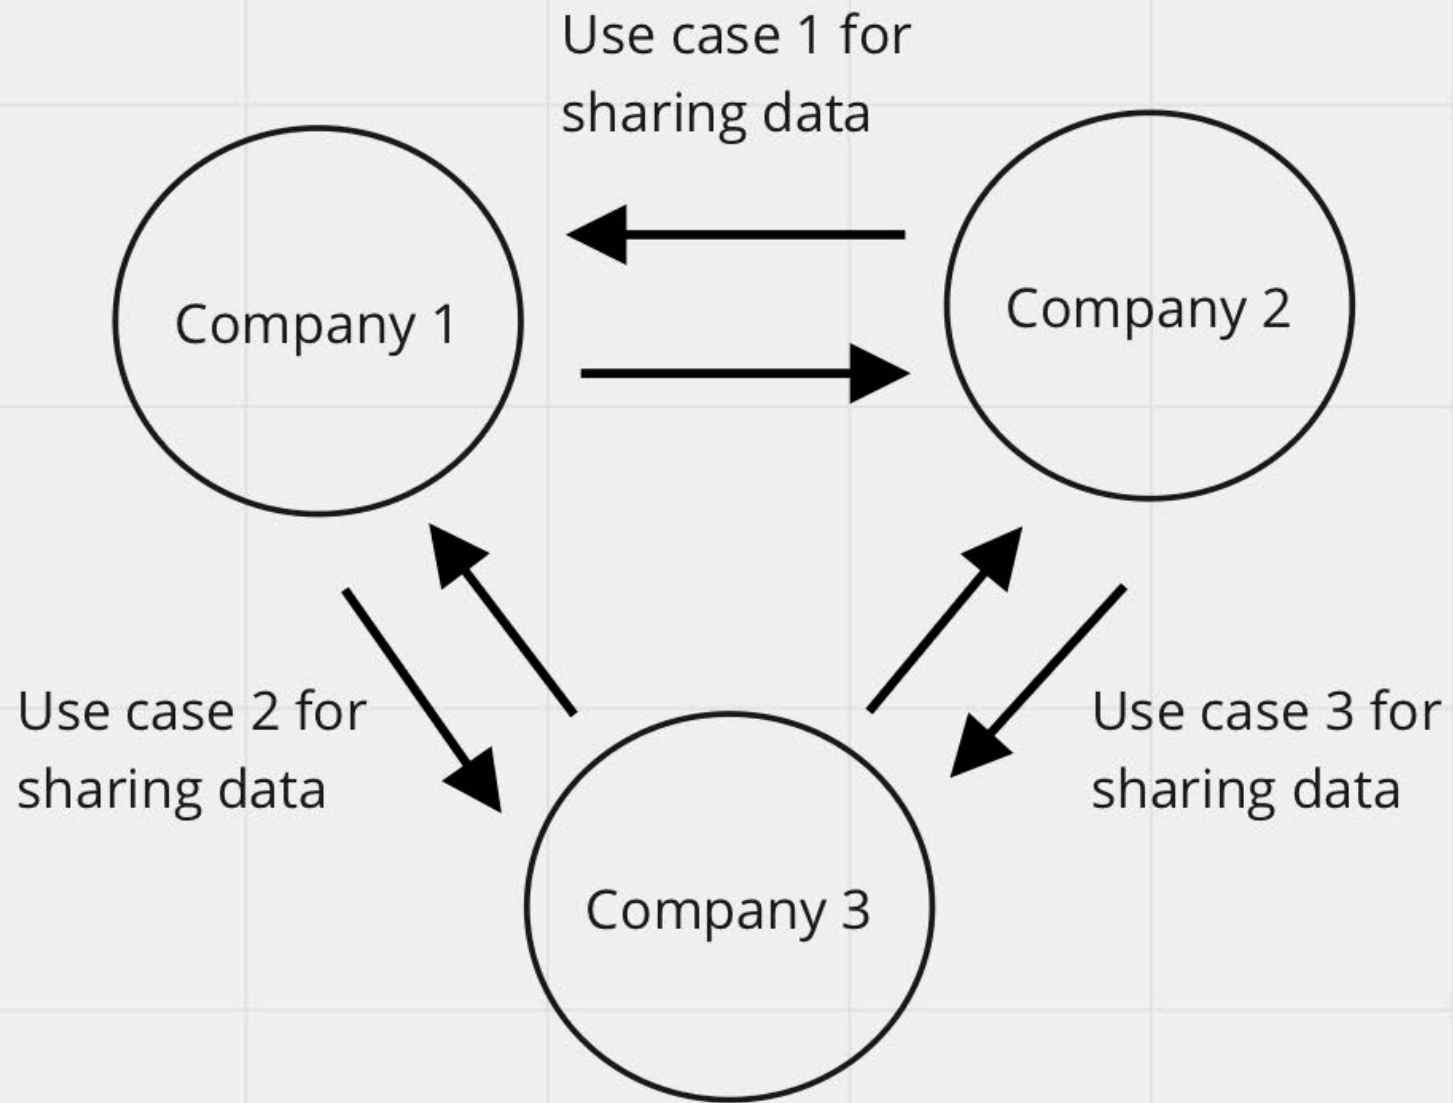 Use case 1 for
sharing data
Company 1
Company 2
Use case 2 for
sharing data
Use case 3 for
sharing data
Company 3